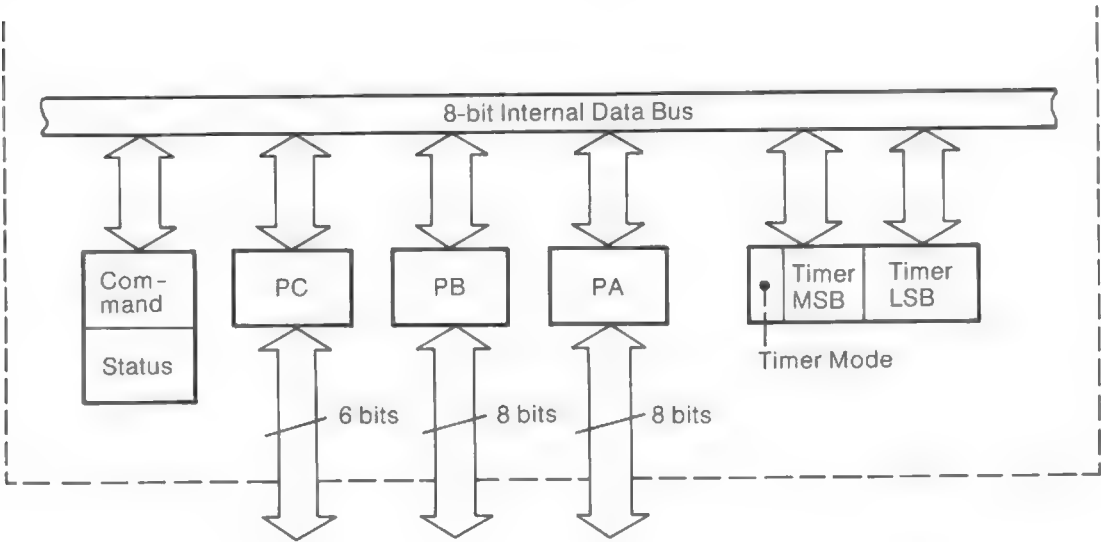 8-bit Internal Data Bus
Com-
mand
Status
PC
PB
PA
Timer
MSB
Timer
LSB
Timer Mode
6 bits
8 bits
8 bits